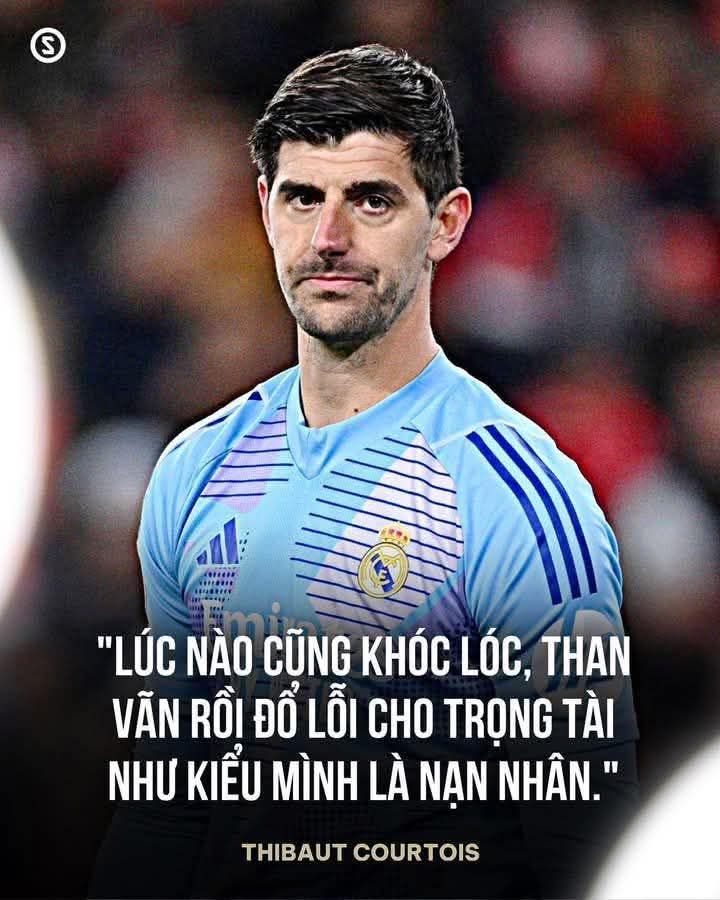 "LÚC NÀO CŨNG KHÓC LÓC, THAN
VÃN RỒI ĐỔ LỖI CHO TRỌNG TÀI
NHƯ KIỂU MÌNH LÀ NẠN NHÂN."
THIBAUT COURTOIS